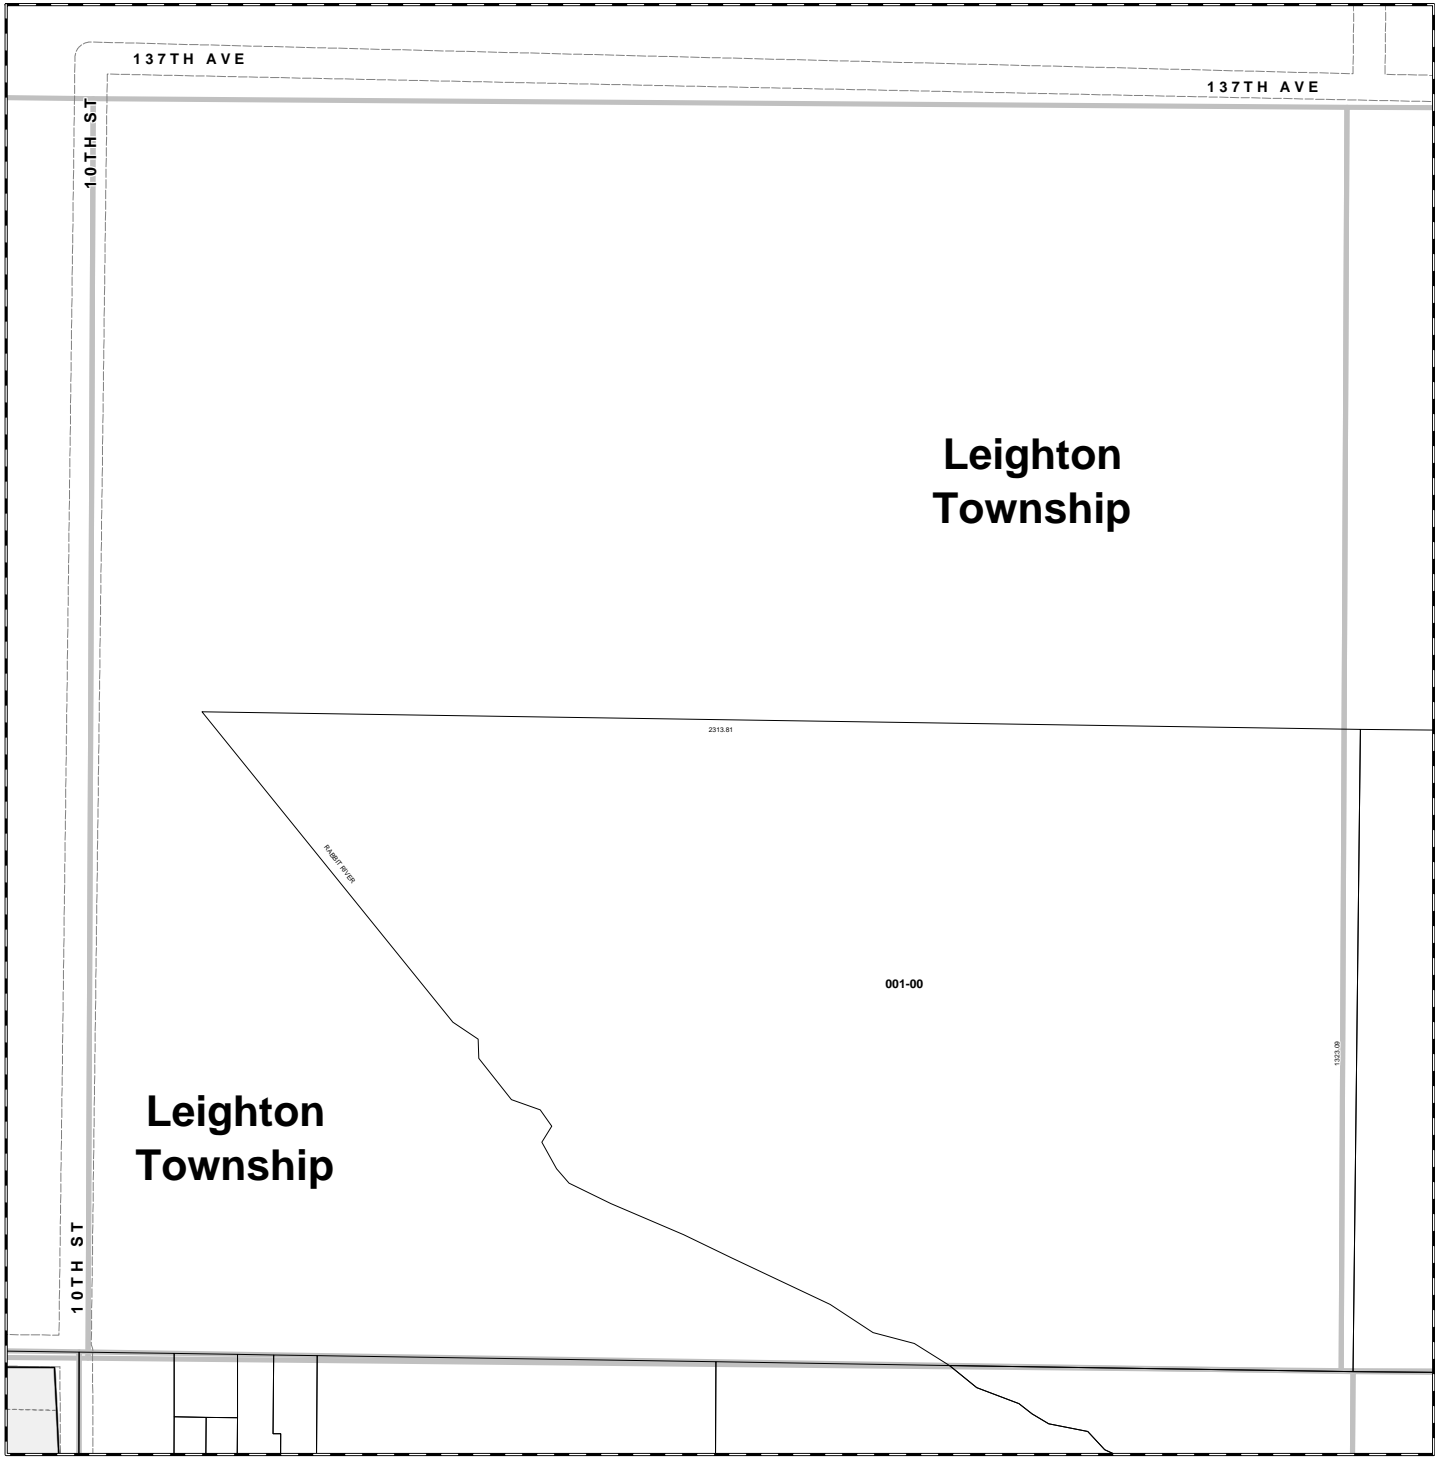 137TH AVE
137TH AVE
10TH ST
Leighton
Township
2313.81
RABBIT RIVER
001-00
1323.09
Leighton
Township
10TH ST